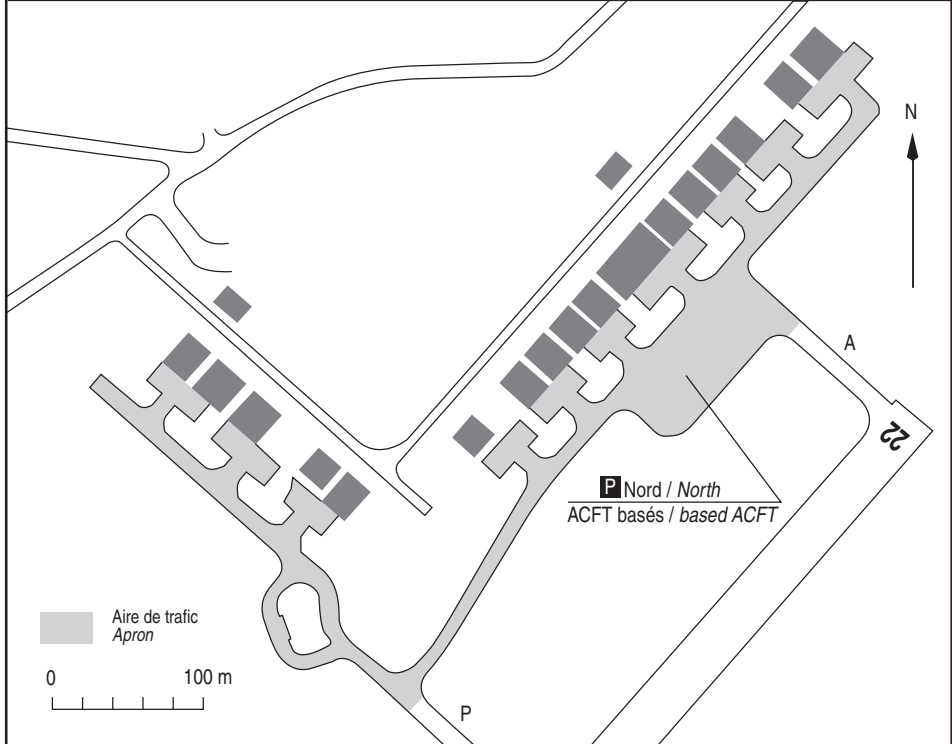 N
A
22
P Nord / North
ACFT basés / based ACFT
Aire de trafic
Apron
0 100 m
P